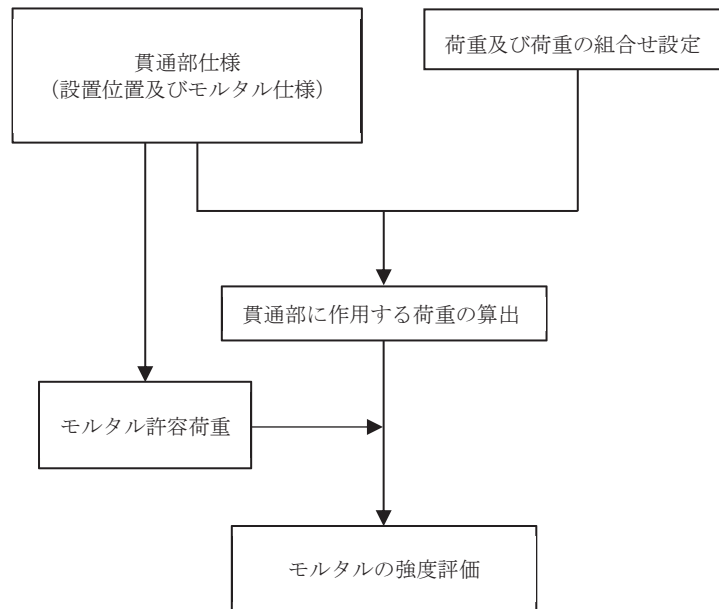 貫通部仕様
（設置位置及びモルタル仕様）
荷重及び荷重の組合せ設定
貫通部に作用する荷重の算出
モルタル許容荷重
モルタルの強度評価